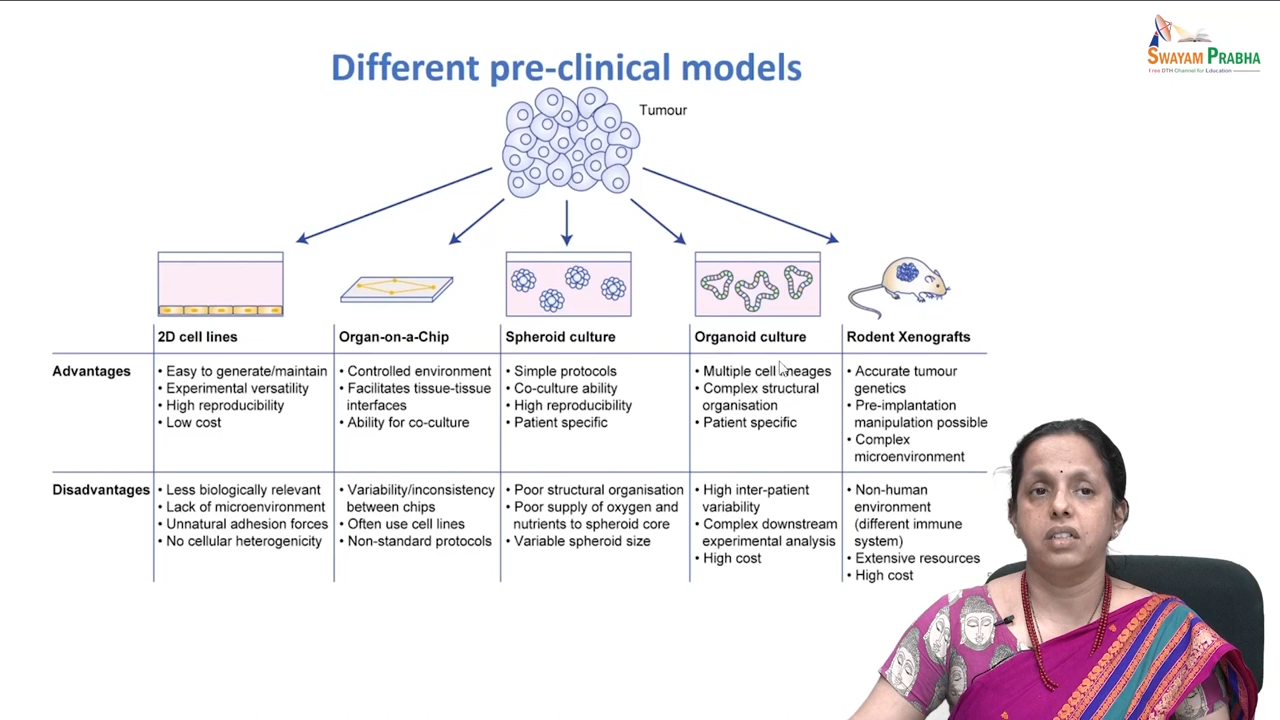 SWAYAM PRABHA
Free DTH Channel for Education
Different pre-clinical models
Tumour
2D cell lines
Organ-on-a-Chip
Spheroid culture
Organoid culture
Rodent Xenografts
Advantages
• Easy to generate/maintain
• Experimental versatility
• High reproducibility
• Low cost
• Controlled environment
• Facilitates tissue-tissue
interfaces
• Ability for co-culture
• Simple protocols
• Co-culture ability
• High reproducibility
• Patient specific
• Multiple cell lineages
• Complex structural
organisation
• Patient specific
• Accurate tumour
genetics
• Pre-implantation
manipulation possible
• Complex
microenvironment
Disadvantages
• Less biologically relevant
• Lack of microenvironment
• Unnatural adhesion forces
• No cellular heterogenicity
• Variability/inconsistency
between chips
• Often use cell lines
• Non-standard protocols
• Poor structural organisation
• Poor supply of oxygen and
nutrients to spheroid core
• Variable spheroid size
• High inter-patient
variability
• Complex downstream
experimental analysis
• High cost
• Non-human
environment
(different immune
system)
• Extensive resources
• High cost